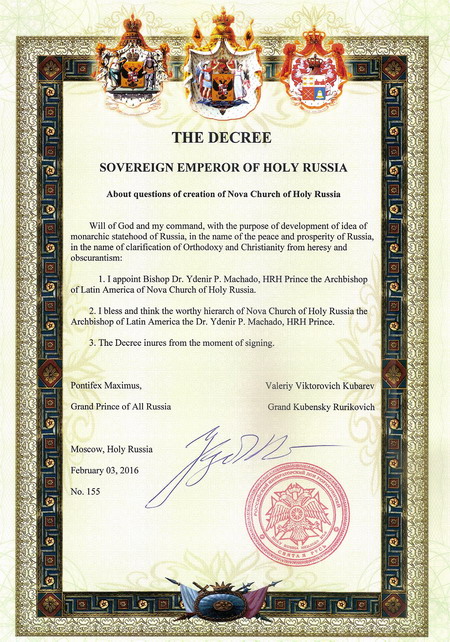 THE DECREE
SOVEREIGN EMPEROR OF HOLY RUSSIA
About questions of creation of Nova Church of Holy Russia
Will of God and my command, with the purpose of development of idea of
monarchic statehood of Russia, in the name of the peace and prosperity of Russia,
in the name of clarification of Orthodoxy and Christianity from heresy and
obscurantism:
1. I appoint Bishop Dr. Ydenir P. Machado, HRH Prince the Archbishop
of Latin America of Nova Church of Holy Russia.
2. I bless and think the worthy hierarch of Nova Church of Holy Russia the
Archbishop of Latin America the Dr. Ydenir P. Machado, HRH Prince.
3. The Decree inures from the moment of signing.
Pontifex Maximus, Valeriy Viktorovich Kubarev
Grand Prince of All Russia Grand Kubensky Rurikovich
Moscow, Holy Russia
February 03, 2016
No. 155
СВЯТАЯ РУСЬ